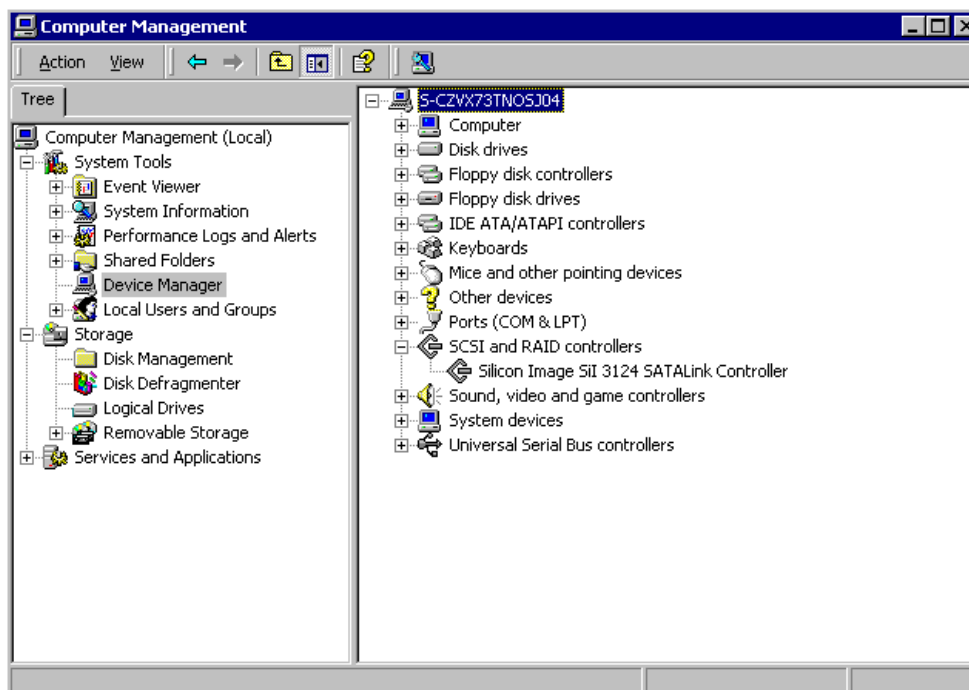 Computer Management
Action View
Tree
Computer Management (Local)
System Tools
Event Viewer
System Information
Performance Logs and Alerts
Shared Folders
Device Manager
Local Users and Groups
Storage
Disk Management
Disk Defragmenter
Logical Drives
Removable Storage
Services and Applications
S-CZVX73TNOSJ04
Computer
Disk drives
Floppy disk controllers
Floppy disk drives
IDE ATA/ATAPI controllers
Keyboards
Mice and other pointing devices
Other devices
Ports (COM & LPT)
SCSI and RAID controllers
Silicon Image SiI 3124 SATALink Controller
Sound, video and game controllers
System devices
Universal Serial Bus controllers